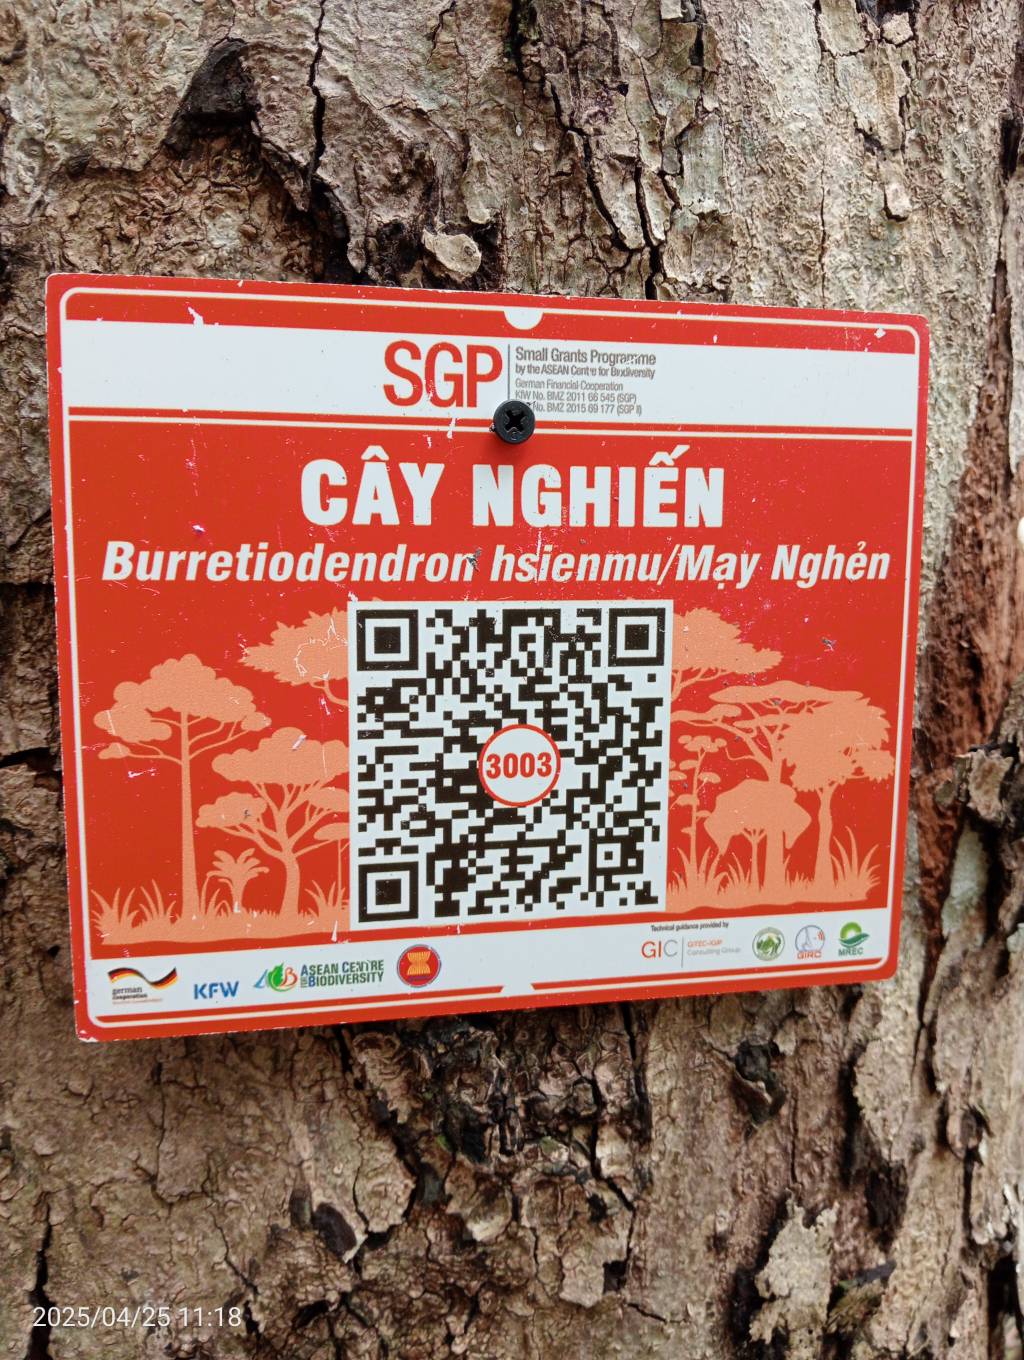 SGP
Small Grants Programme
by the ASEAN Centre for Biodiversity
German Financial Cooperation
KfW No. BMZ 2011 66 545 (SGP)
No. BMZ 2015 69 177 (SGP II)
CÂY NGHIẾN
Burretiodendron hsienmu/Mạy Nghẻn
3003
Technical guidance provided by
german
cooperation
KFW
ACB
ASEAN CENTRE
FOR BIODIVERSITY
GIC
GITEC-IGIP
Consulting Group
GIRC
MREC
2025/04/25 11:18